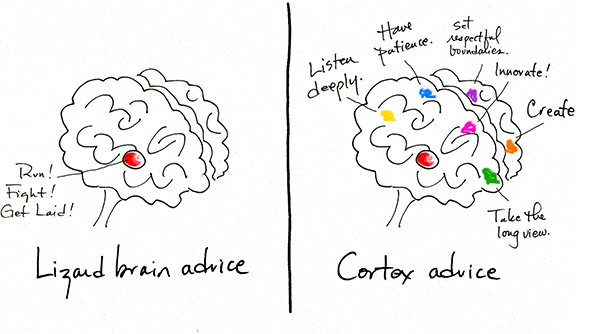 Run!
Fight!
Get Laid!
Lizard brain advice
Listen
deeply.
Have
patience.
Set
respectful
boundaries.
Innovate!
Create
Take the
long view.
Cortox advice